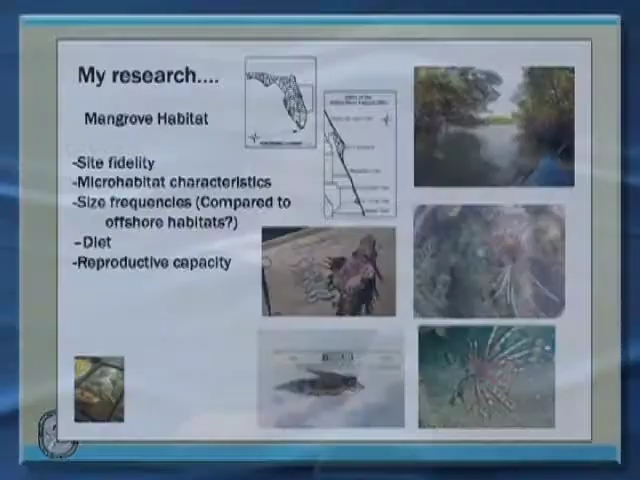 My research....
Mangrove Habitat
-Site fidelity
-Microhabitat characteristics
-Size frequencies (Compared to
offshore habitats?)
-Diet
-Reproductive capacity